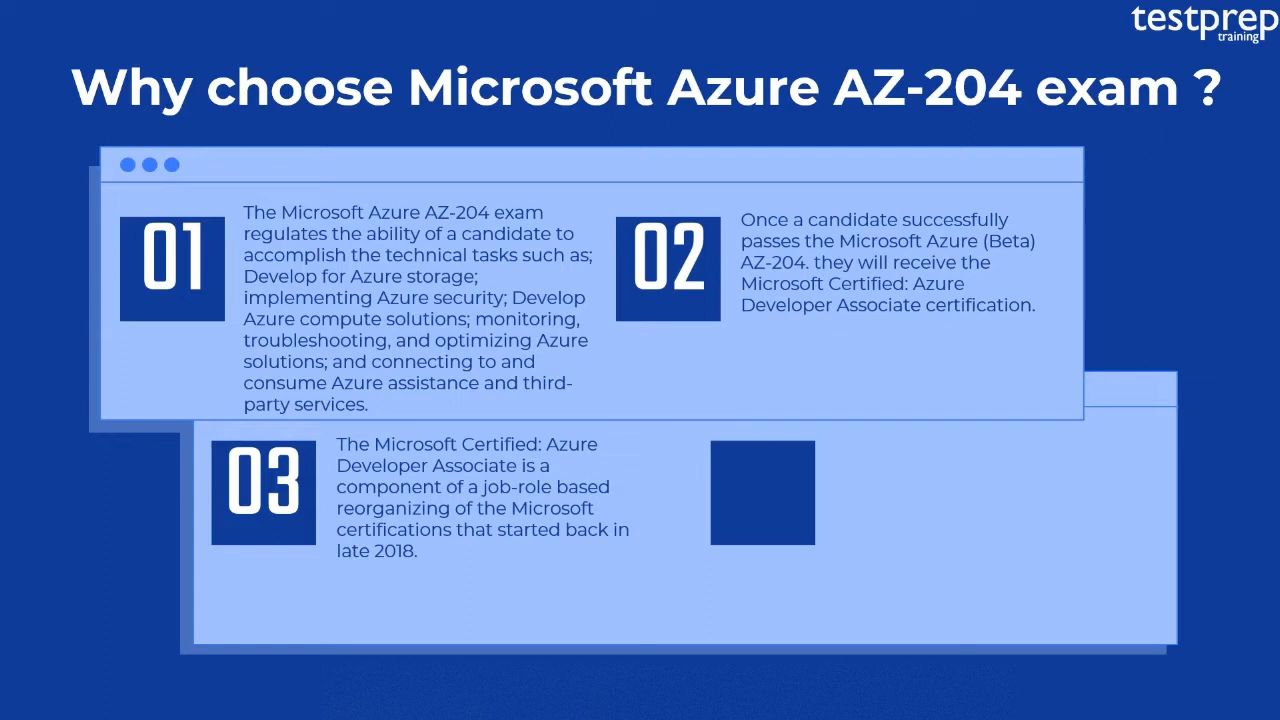 testprep
training
Why choose Microsoft Azure AZ-204 exam ?
01
The Microsoft Azure AZ-204 exam
regulates the ability of a candidate to
accomplish the technical tasks such as;
Develop for Azure storage;
implementing Azure security; Develop
Azure compute solutions; monitoring,
troubleshooting, and optimizing Azure
solutions; and connecting to and
consume Azure assistance and third-
party services.
02
Once a candidate successfully
passes the Microsoft Azure (Beta)
AZ-204. they will receive the
Microsoft Certified: Azure
Developer Associate certification.
03
The Microsoft Certified: Azure
Developer Associate is a
component of a job-role based
reorganizing of the Microsoft
certifications that started back in
late 2018.